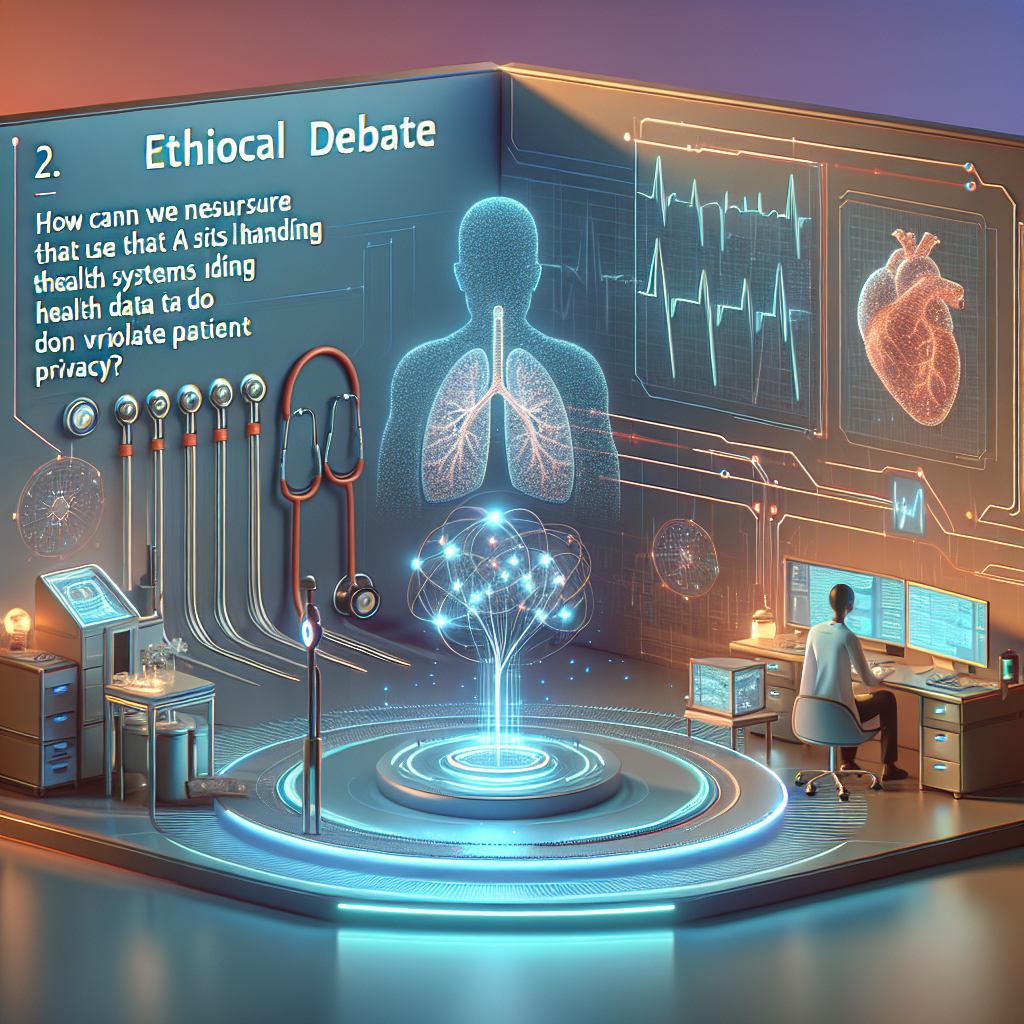 2. Ethiocal Debate
How cann we nesursure
that use that A sits lhanding
thealth systems iding
health data ta do
don vriolate patient
privacy?